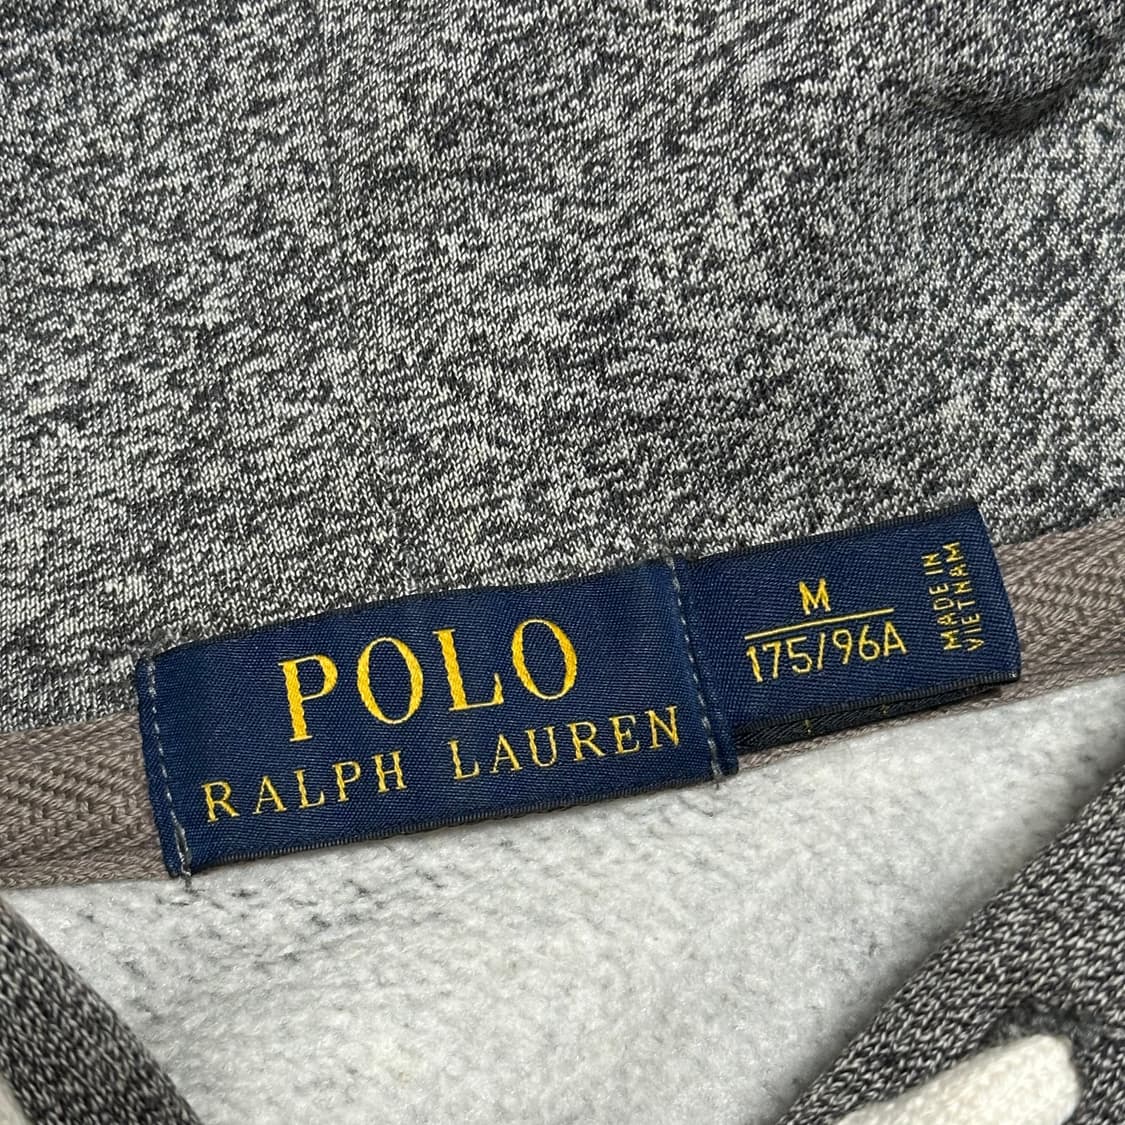 POLO
RALPH LAUREN
M
175/96A
MADE IN
VIETNAM